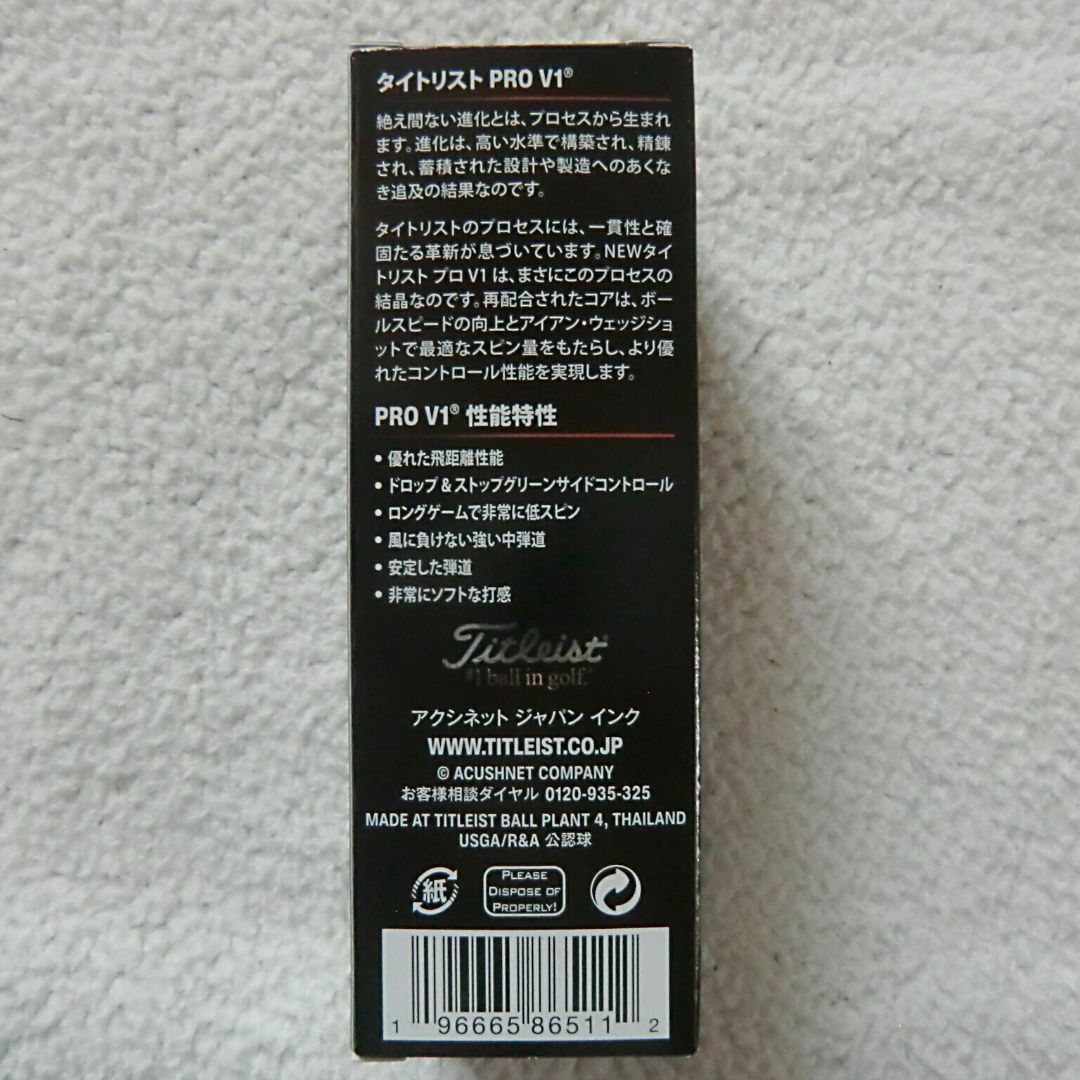 タイトリスト PRO V1®
絶え間ない進化とは、プロセスから生まれ
ます。進化は、高い水準で構築され、精錬
され、蓄積された設計や製造へのあくな
き追及の結果なのです。
タイトリストのプロセスには、一貫性と確
固たる革新が息づいています。NEWタイ
トリスト プロ V1 は、まさにこのプロセスの
結晶なのです。再配合されたコアは、ボー
ルスピードの向上とアイアン・ウェッジショ
ットで最適なスピン量をもたらし、より優
れたコントロール性能を実現します。
PRO V1® 性能特性
• 優れた飛距離性能
• ドロップ&ストップグリーンサイドコントロール
• ロングゲームで非常に低スピン
• 風に負けない強い中弾道
• 安定した弾道
• 非常にソフトな打感
Titleist®
#1 ball in golf.®
アクシネット ジャパン インク
WWW.TITLEIST.CO.JP
© ACUSHNET COMPANY
お客様相談ダイヤル 0120-935-325
MADE AT TITLEIST BALL PLANT 4, THAILAND
USGA/R&A 公認球
紙
PLEASE
DISPOSE OF
PROPERLY!
1 96665 86511 2